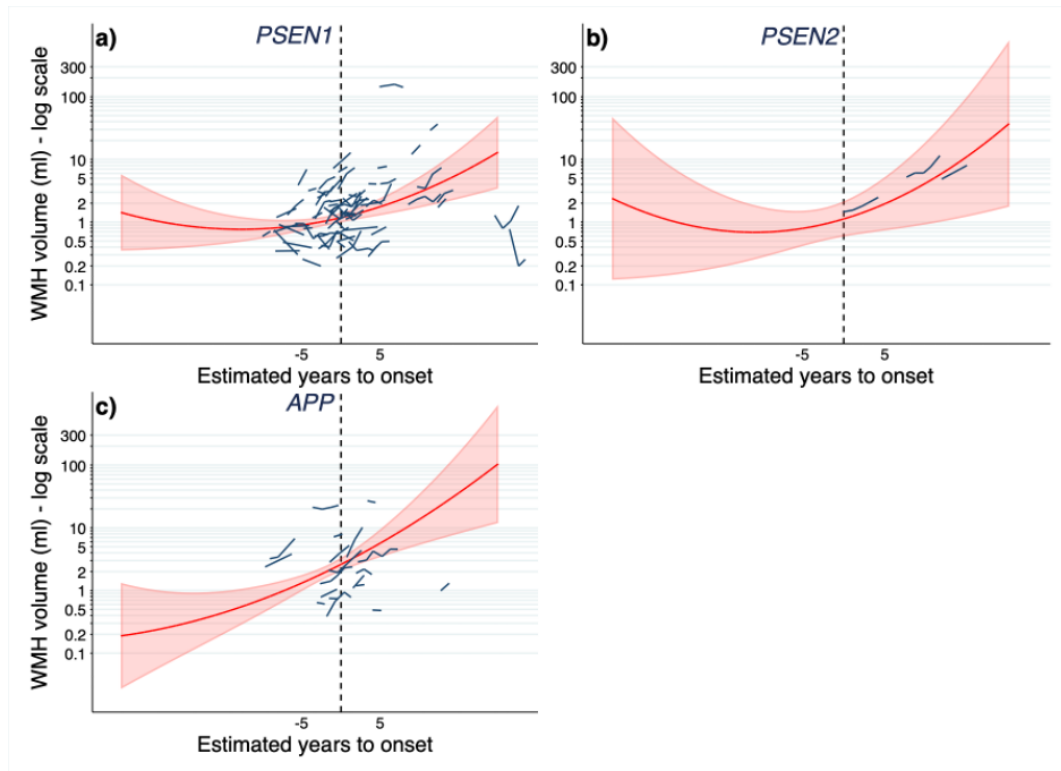 a)
PSEN1
WMH volume (ml) - log scale
300
100
10
5
2
1
0.5
0.2
0.1
-5 5
Estimated years to onset
b)
PSEN2
300
100
10
5
2
1
0.5
0.2
0.1
-5 5
Estimated years to onset
c)
APP
WMH volume (ml) - log scale
300
100
10
5
2
1
0.5
0.2
0.1
-5 5
Estimated years to onset